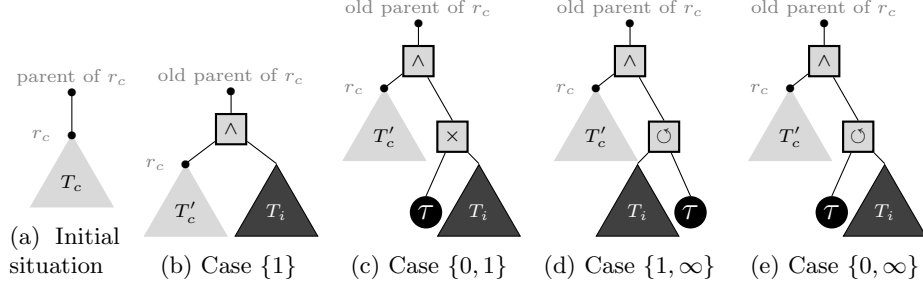 parent of r_c
r_c
T_c
(a) Initial
situation
old parent of r_c
∧
r_c
T'_c
T_i
(b) Case {1}
old parent of r_c
∧
r_c
T'_c
×
τ
T_i
(c) Case {0, 1}
old parent of r_c
∧
r_c
T'_c
↺
T_i
τ
(d) Case {1, ∞}
old parent of r_c
∧
r_c
T'_c
↺
τ
T_i
(e) Case {0, ∞}